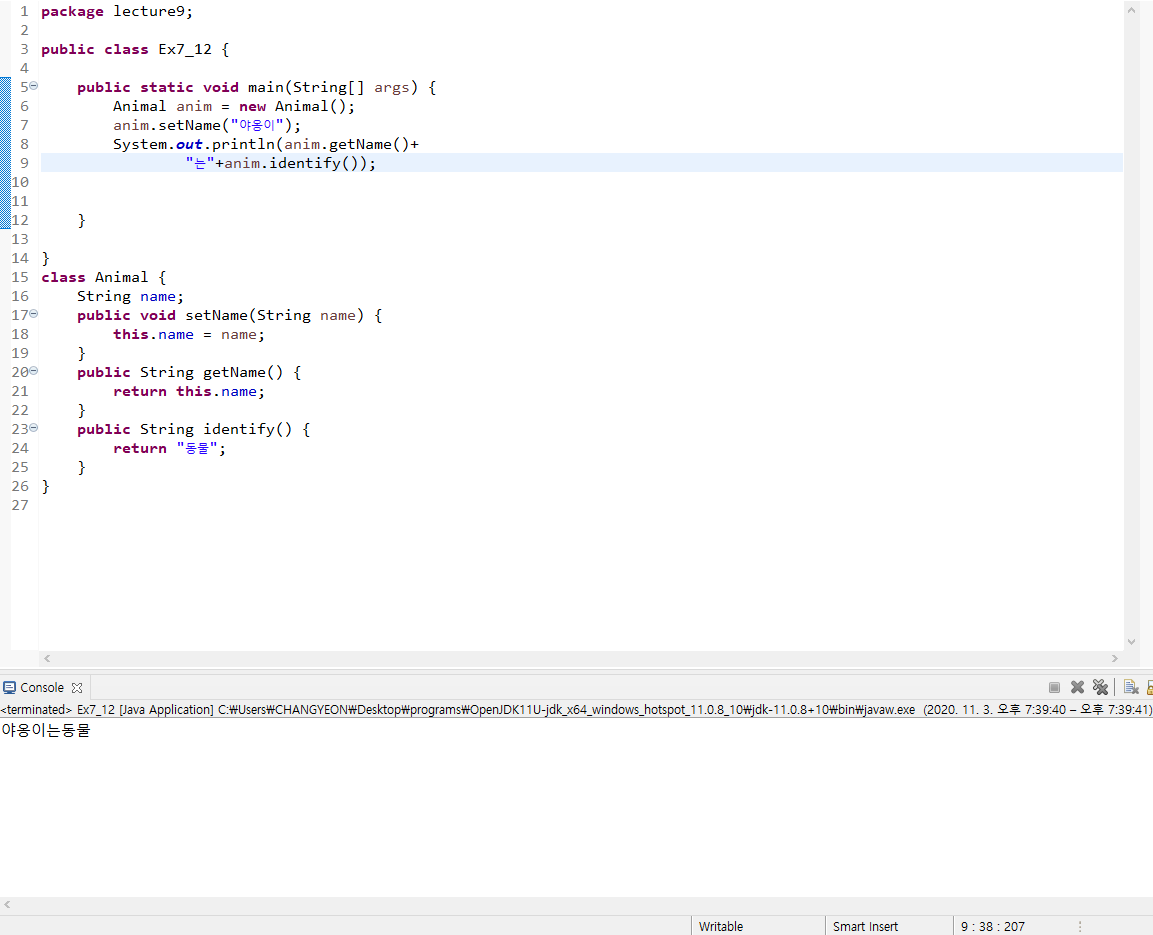 1 package lecture9;
2
3 public class Ex7_12 {
4
5 public static void main(String[] args) {
6 Animal anim = new Animal();
7 anim.setName("야옹이");
8 System.out.println(anim.getName()+
9 "는"+anim.identify());
10
11
12 }
13
14 }
15 class Animal {
16 String name;
17 public void setName(String name) {
18 this.name = name;
19 }
20 public String getName() {
21 return this.name;
22 }
23 public String identify() {
24 return "동물";
25 }
26 }
27
Console
<terminated> Ex7_12 [Java Application] C:₩Users₩CHANGYEON₩Desktop₩programs₩OpenJDK11U-jdk_x64_windows_hotspot_11.0.8_10₩jdk-11.0.8+10₩bin₩javaw.exe (2020. 11. 3. 오후 7:39:40 – 오후 7:39:41)
야옹이는동물
Writable Smart Insert 9 : 38 : 207